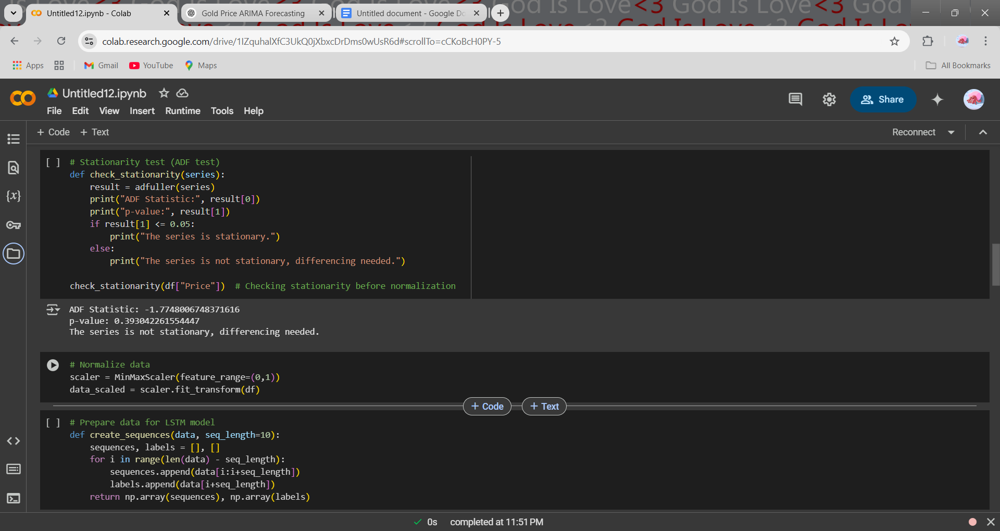 Untitled12.ipynb - Colab
Gold Price ARIMA Forecasting
Untitled document - Google Do
God Is Love<3 God Is Love<3 God
colab.research.google.com/drive/1IZquhalXfC3UkQ0jXbxcDrDms0wUsR6d#scrollTo=cCKoBcH0PY-5
Apps
Gmail
YouTube
Maps
All Bookmarks
Untitled12.ipynb
File Edit View Insert Runtime Tools Help
Share
+ Code + Text
Reconnect
[ ] # Stationarity test (ADF test)
def check_stationarity(series):
    result = adfuller(series)
    print("ADF Statistic:", result[0])
    print("p-value:", result[1])
    if result[1] <= 0.05:
        print("The series is stationary.")
    else:
        print("The series is not stationary, differencing needed.")
check_stationarity(df["Price"])  # Checking stationarity before normalization
ADF Statistic: -1.7748006748371616
p-value: 0.393042261554447
The series is not stationary, differencing needed.
# Normalize data
scaler = MinMaxScaler(feature_range=(0,1))
data_scaled = scaler.fit_transform(df)
+ Code + Text
[ ] # Prepare data for LSTM model
def create_sequences(data, seq_length=10):
    sequences, labels = [], []
    for i in range(len(data) - seq_length):
        sequences.append(data[i:i+seq_length])
        labels.append(data[i+seq_length])
    return np.array(sequences), np.array(labels)
0s completed at 11:51 PM